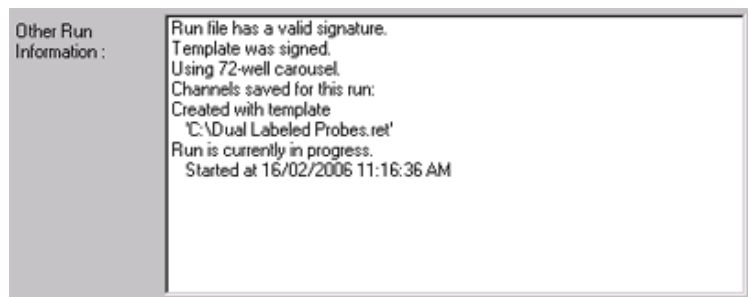 Other Run
Information :
Run file has a valid signature.
Template was signed.
Using 72-well carousel.
Channels saved for this run:
Created with template
'C:\Dual Labeled Probes.ret'
Run is currently in progress.
Started at 16/02/2006 11:16:36 AM